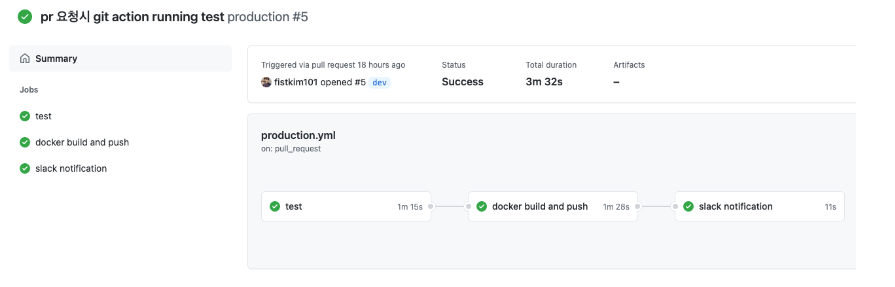 pr 요청시 git action running test production #5
Summary
Jobs
test
docker build and push
slack notification
Triggered via pull request 18 hours ago
fistkim101 opened #5 dev
Status
Success
Total duration
3m 32s
Artifacts
–
production.yml
on: pull_request
test 1m 15s
docker build and push 1m 28s
slack notification 11s